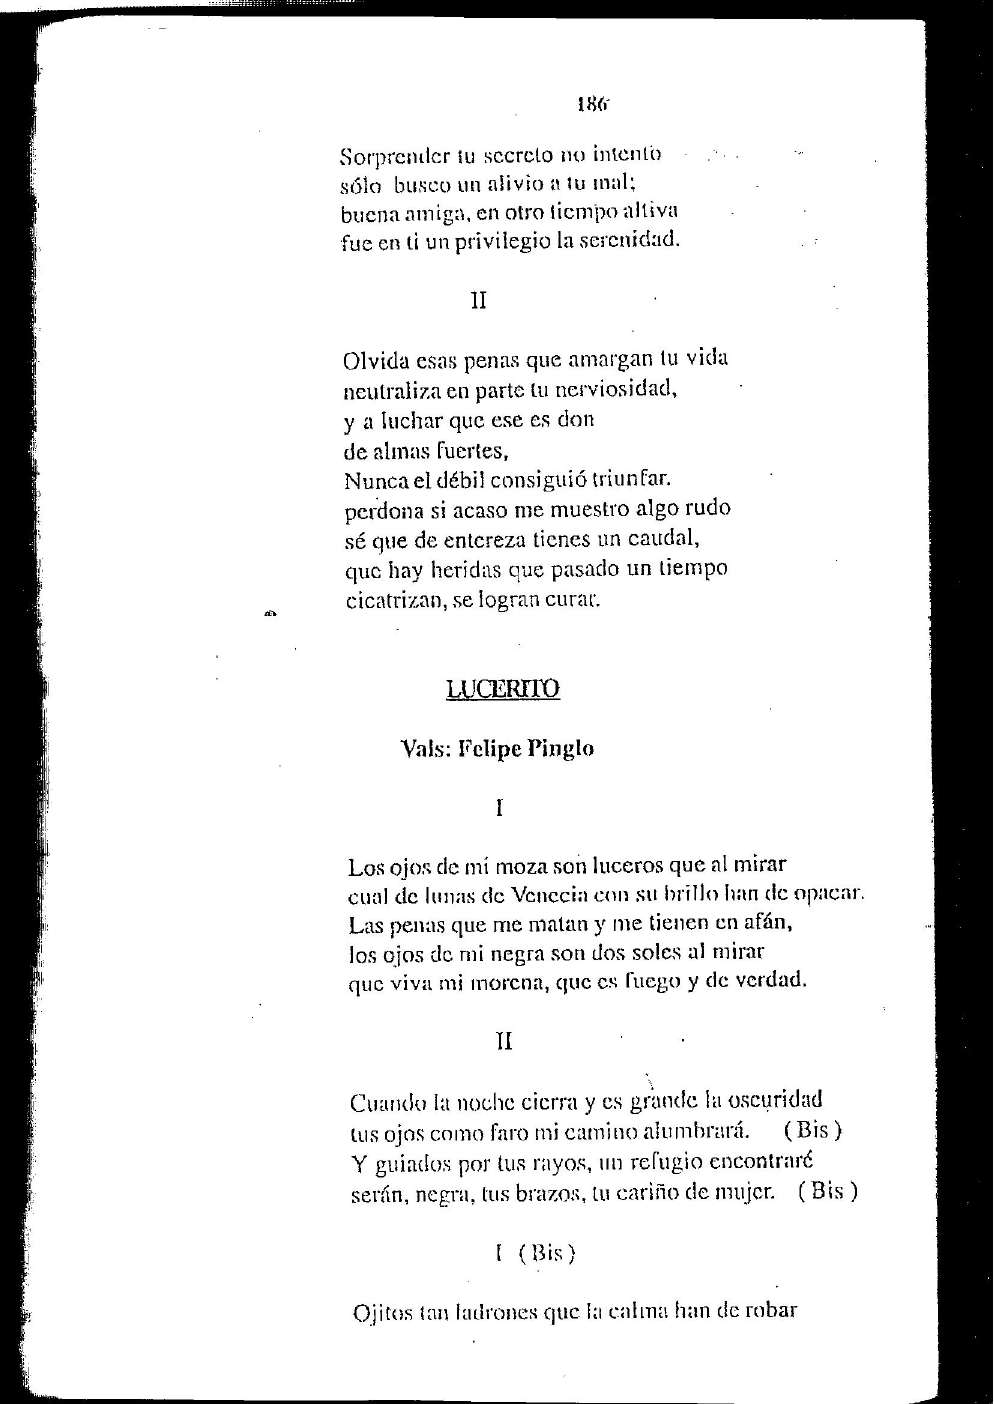 186
Sorprender tu secreto no intento
sólo busco un alivio a tu mal;
buena amiga, en otro tiempo altiva
fue en ti un privilegio la serenidad.
II
Olvida esas penas que amargan tu vida
neutraliza en parte tu nerviosidad,
y a luchar que ese es don
de almas fuertes,
Nunca el débil consiguió triunfar.
perdona si acaso me muestro algo rudo
sé que de entereza tienes un caudal,
que hay heridas que pasado un tiempo
cicatrizan, se logran curar.
LUCERITO
Vals: Felipe Pinglo
I
Los ojos de mi moza son luceros que al mirar
cual de lunas de Venecia con su brillo han de opacar.
Las penas que me matan y me tienen en afán,
los ojos de mi negra son dos soles al mirar
que viva mi morena, que es fuego y de verdad.
II
Cuando la noche cierra y es grande la oscuridad
tus ojos como faro mi camino alumbrará. (Bis)
Y guiados por tus rayos, un refugio encontraré
serán, negra, tus brazos, tu cariño de mujer. (Bis)
I (Bis)
Ojitos tan ladrones que la calma han de robar